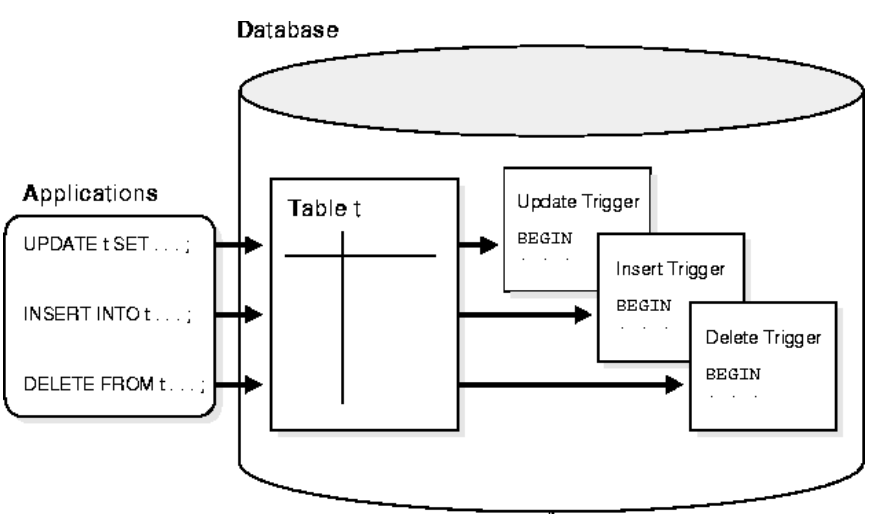 Database
Applications
UPDATE t SET . . . ;
INSERT INTO t . . . ;
DELETE FROM t . . . ;
Table t
Update Trigger
BEGIN
. . .
Insert Trigger
BEGIN
. . .
Delete Trigger
BEGIN
. . .